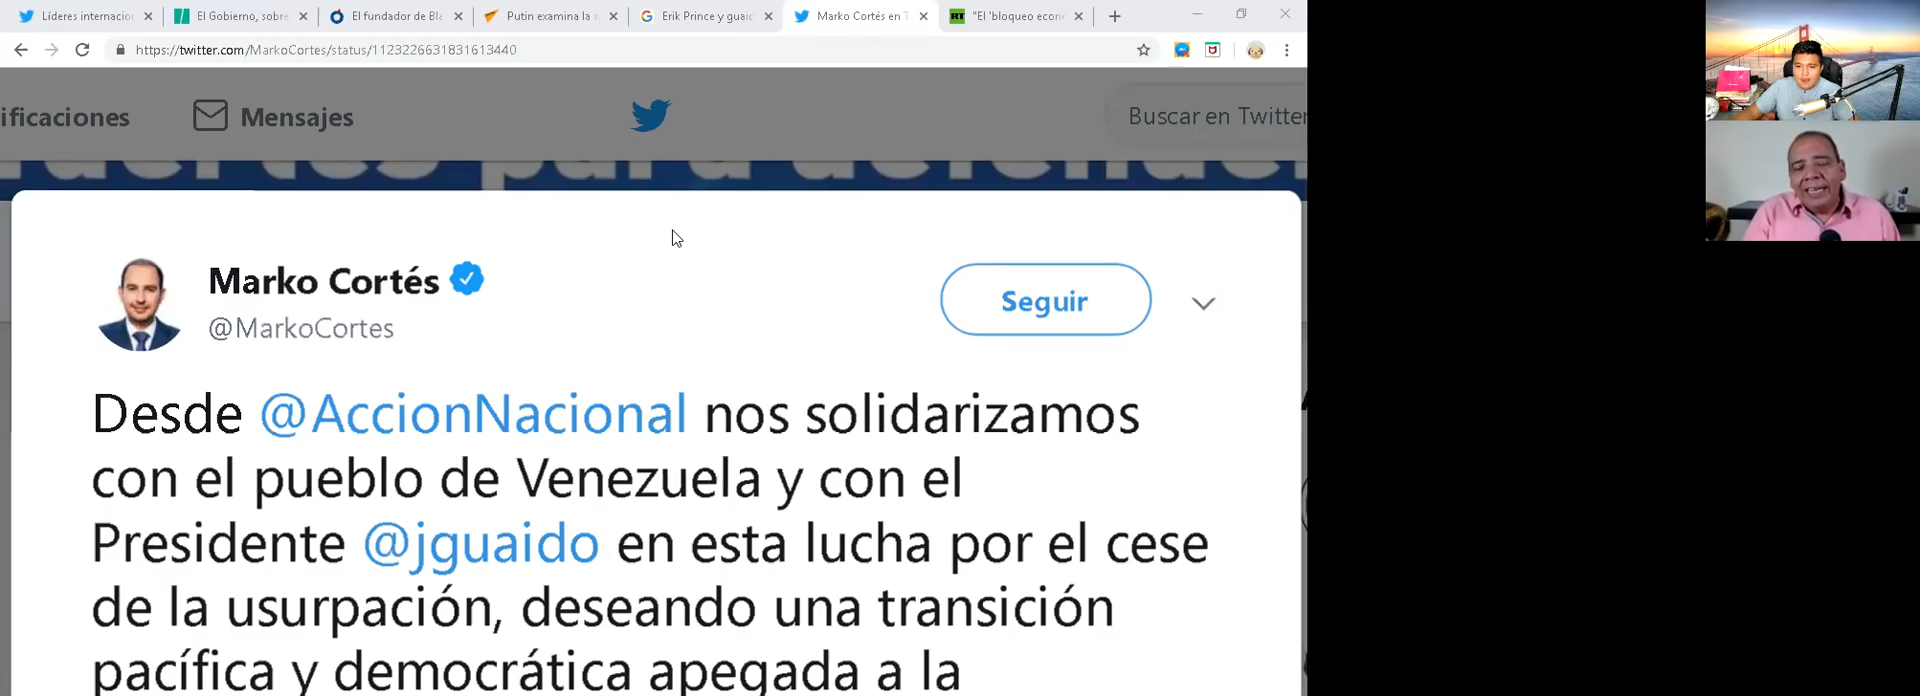 Líderes internacio
El Gobierno, sobre
El fundador de Bla
Putin examina la s
Erik Prince y guaid
Marko Cortés en T
RT "El 'bloqueo econ
https://twitter.com/MarkoCortes/status/1123226631831613440
ificaciones
Mensajes
Buscar en Twitter
Marko Cortés
@MarkoCortes
Seguir
Desde @AccionNacional nos solidarizamos
con el pueblo de Venezuela y con el
Presidente @jguaido en esta lucha por el cese
de la usurpación, deseando una transición
pacífica y democrática apegada a la